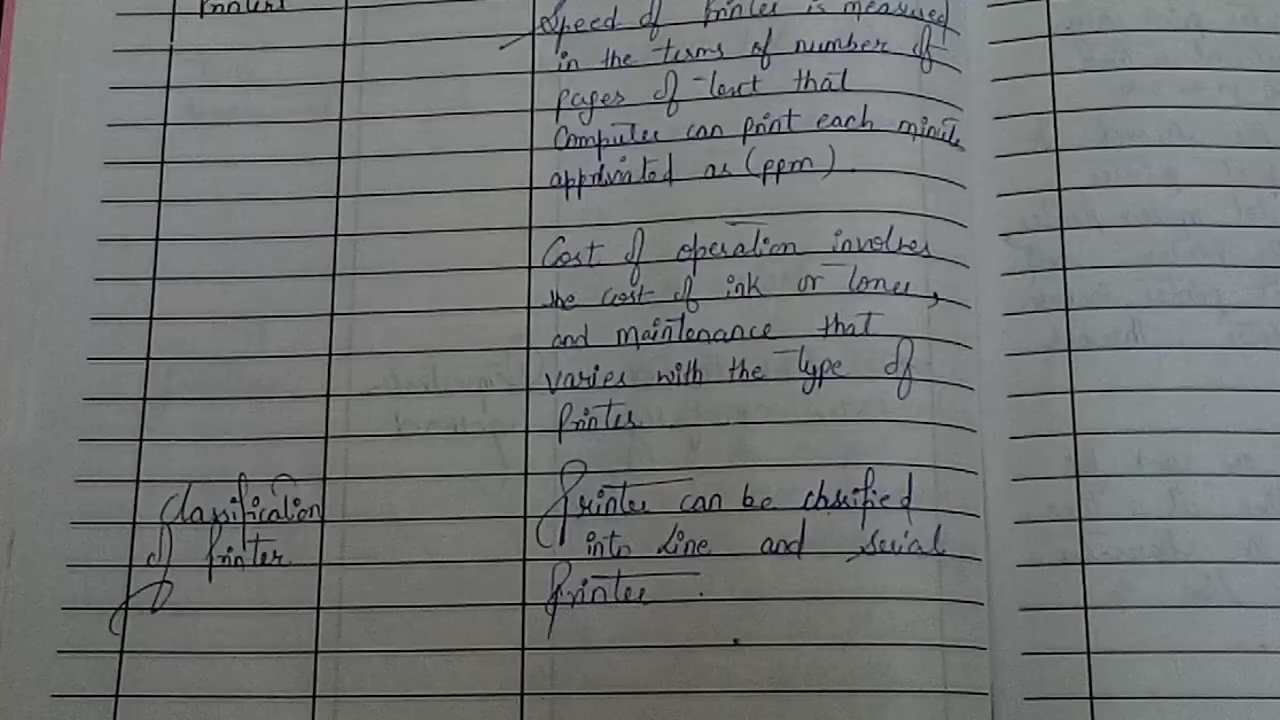 Speed of Printer is measured
in the terms of number of
pages of text that
Computer can print each minute
as (ppm).
Cost of operation involves
the cost of ink or toner,
and maintenance that
varies with the type of
Printer
Classification
of Printer.
Printer can be classified
into Line and Serial
Printer.